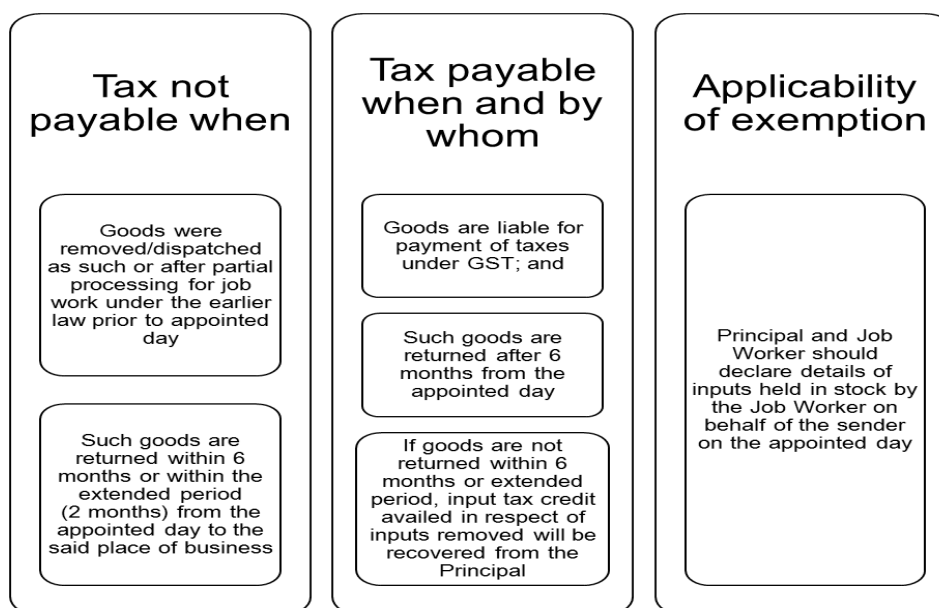 Tax not
payable when
Goods were
removed/dispatched
as such or after partial
processing for job
work under the earlier
law prior to appointed
day
Such goods are
returned within 6
months or within the
extended period
(2 months) from the
appointed day to the
said place of business
Tax payable
when and by
whom
Goods are liable for
payment of taxes
under GST; and
Such goods are
returned after 6
months from the
appointed day
If goods are not
returned within 6
months or extended
period, input tax credit
availed in respect of
inputs removed will be
recovered from the
Principal
Applicability
of exemption
Principal and Job
Worker should
declare details of
inputs held in stock by
the Job Worker on
behalf of the sender
on the appointed day